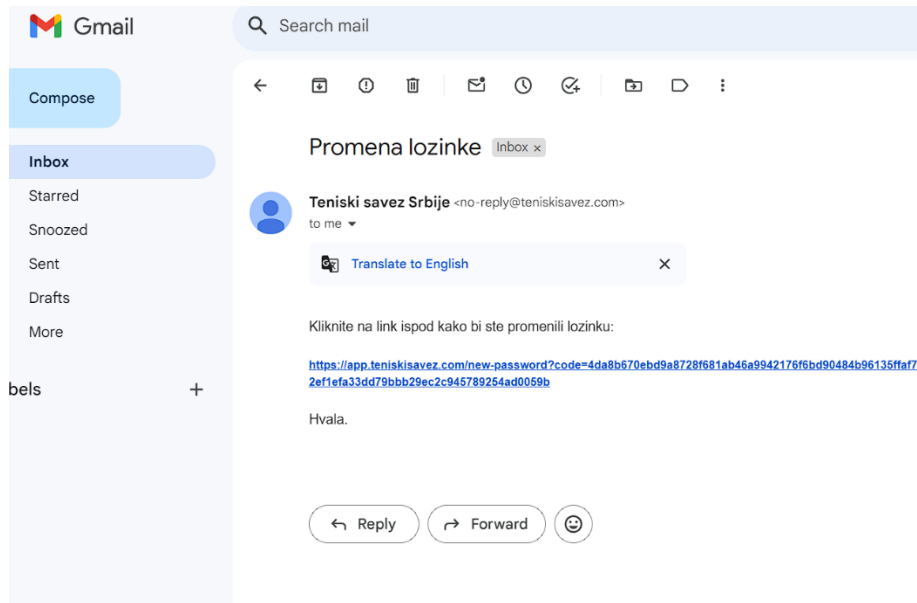 Gmail
Search mail
Compose
Inbox
Starred
Snoozed
Sent
Drafts
More
bels
Promena lozinke Inbox ×
Teniski savez Srbije <no-reply@teniskisavez.com>
to me
Translate to English
Kliknite na link ispod kako bi ste promenili lozinku:
https://app.teniskisavez.com/new-password?code=4da8b670ebd9a8728f681ab46a9942176f6bd90484b96135ffaf7
2ef1efa33dd79bbb29ec2c945789254ad0059b
Hvala.
Reply
Forward